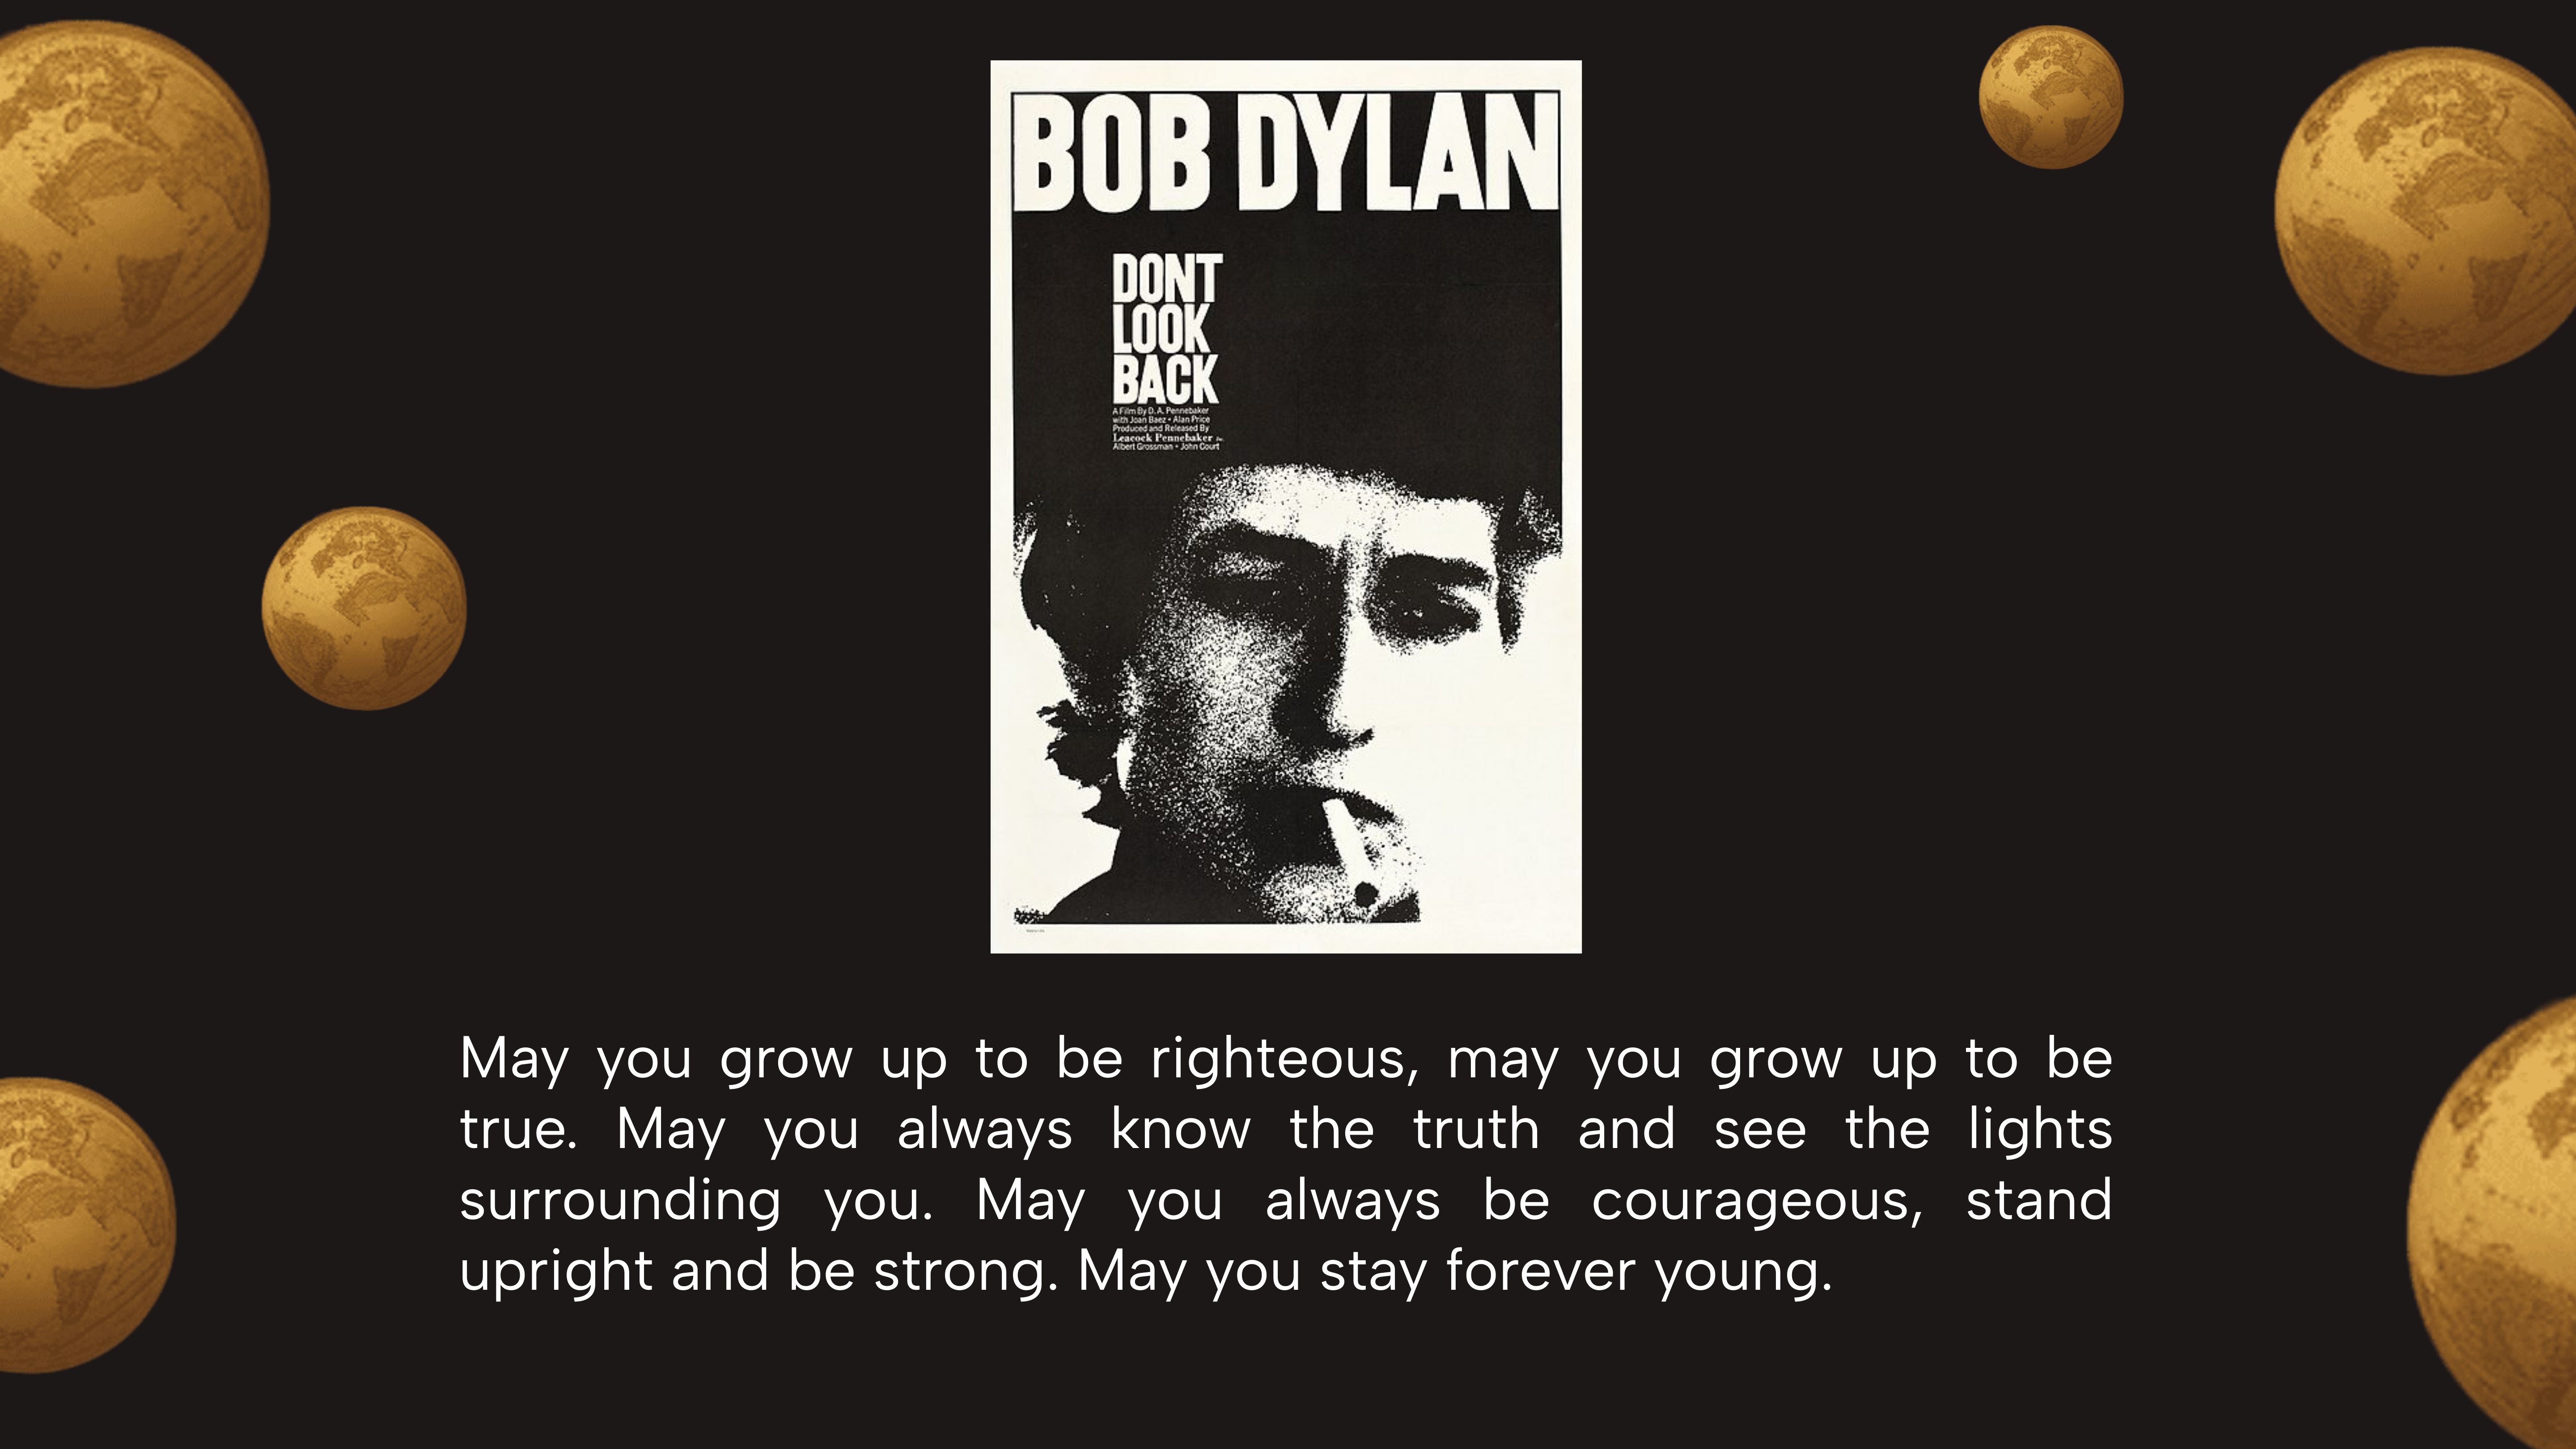 BOB DYLAN
DONT
LOOK
BACK
A Film By D. A. Pennebaker
with Joan Baez • Alan Price
Produced and Released By
Leacock Pennebaker Inc.
Albert Grossman • John Court
May you grow up to be righteous, may you grow up to be
true. May you always know the truth and see the lights
surrounding you. May you always be courageous, stand
upright and be strong. May you stay forever young.